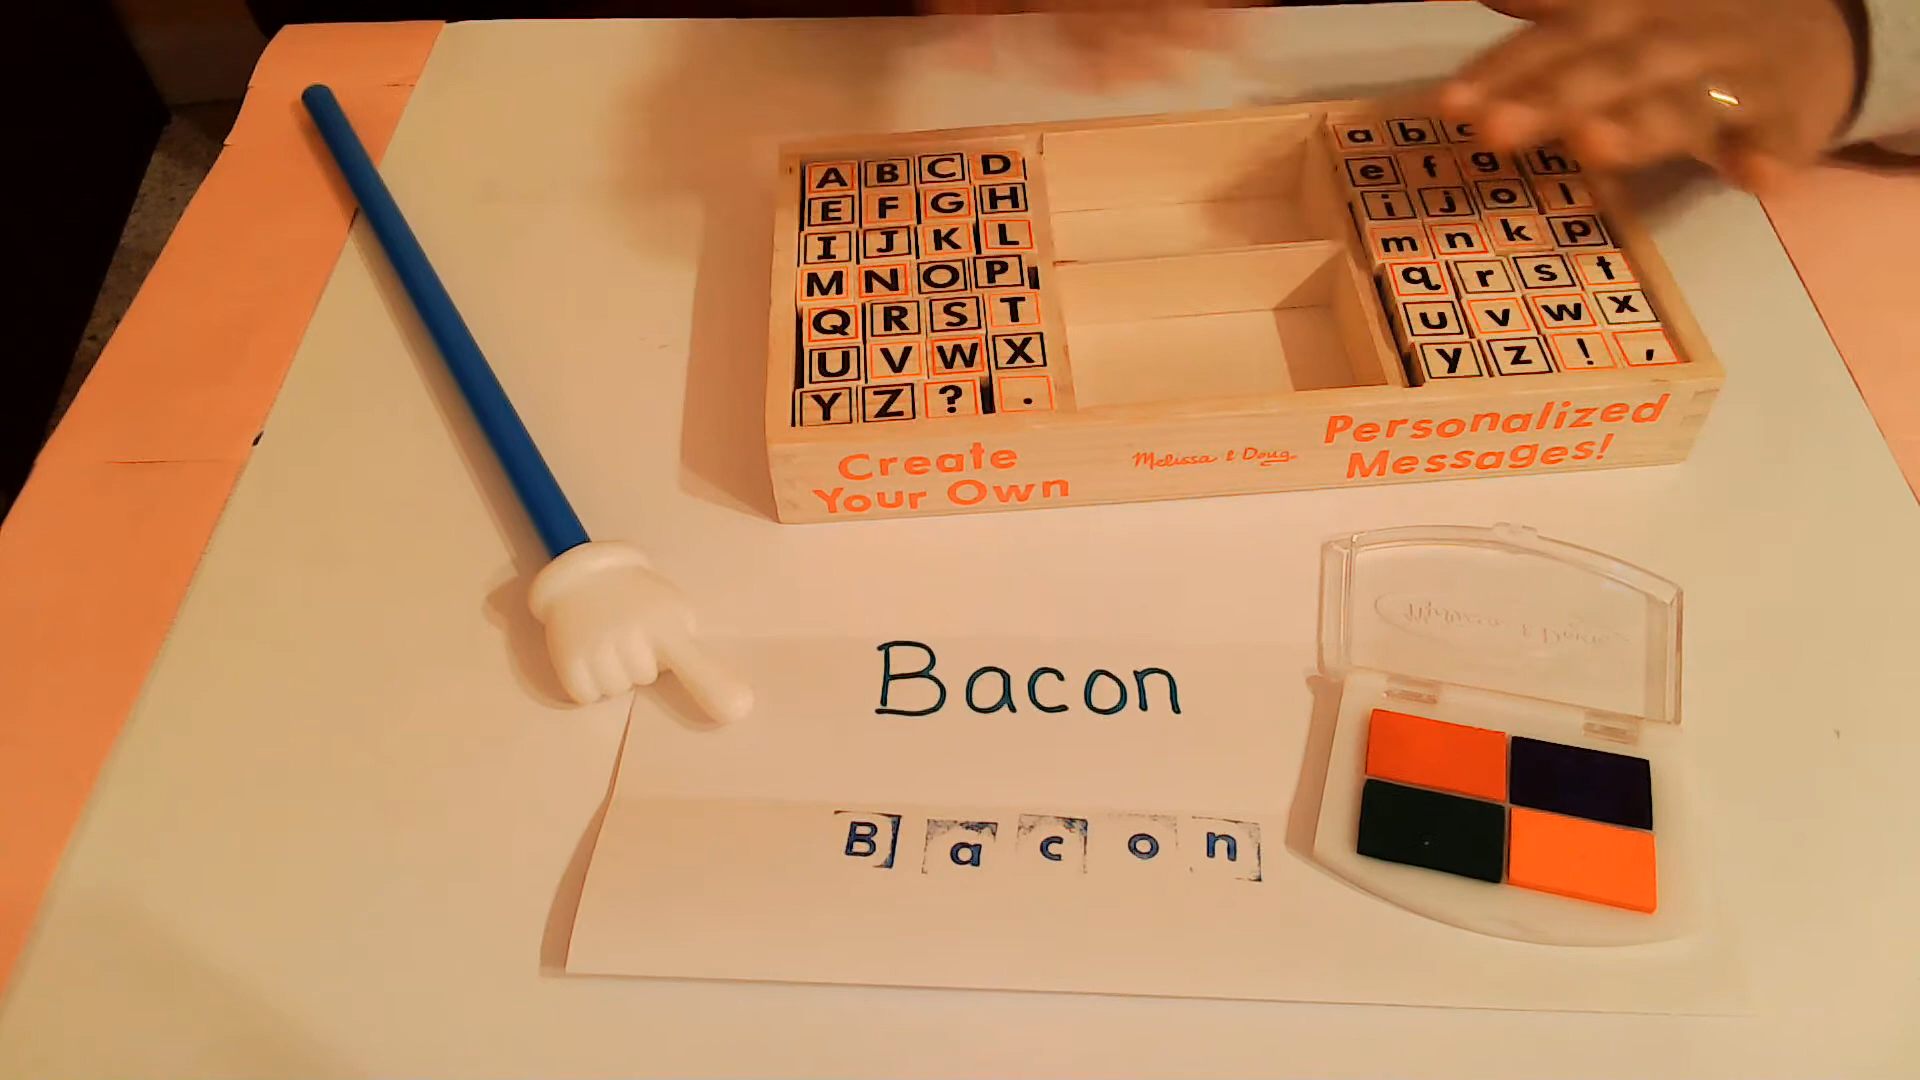 A B C D
E F G H
I J K L
M N O P
Q R S T
U V W X
Y Z ? .
a b c
e f g h
i j o l
m n k p
q r s t
u v w x
y z ! ,
Create
Your Own
Melissa & Doug
Personalized
Messages!
Bacon
B a c o n